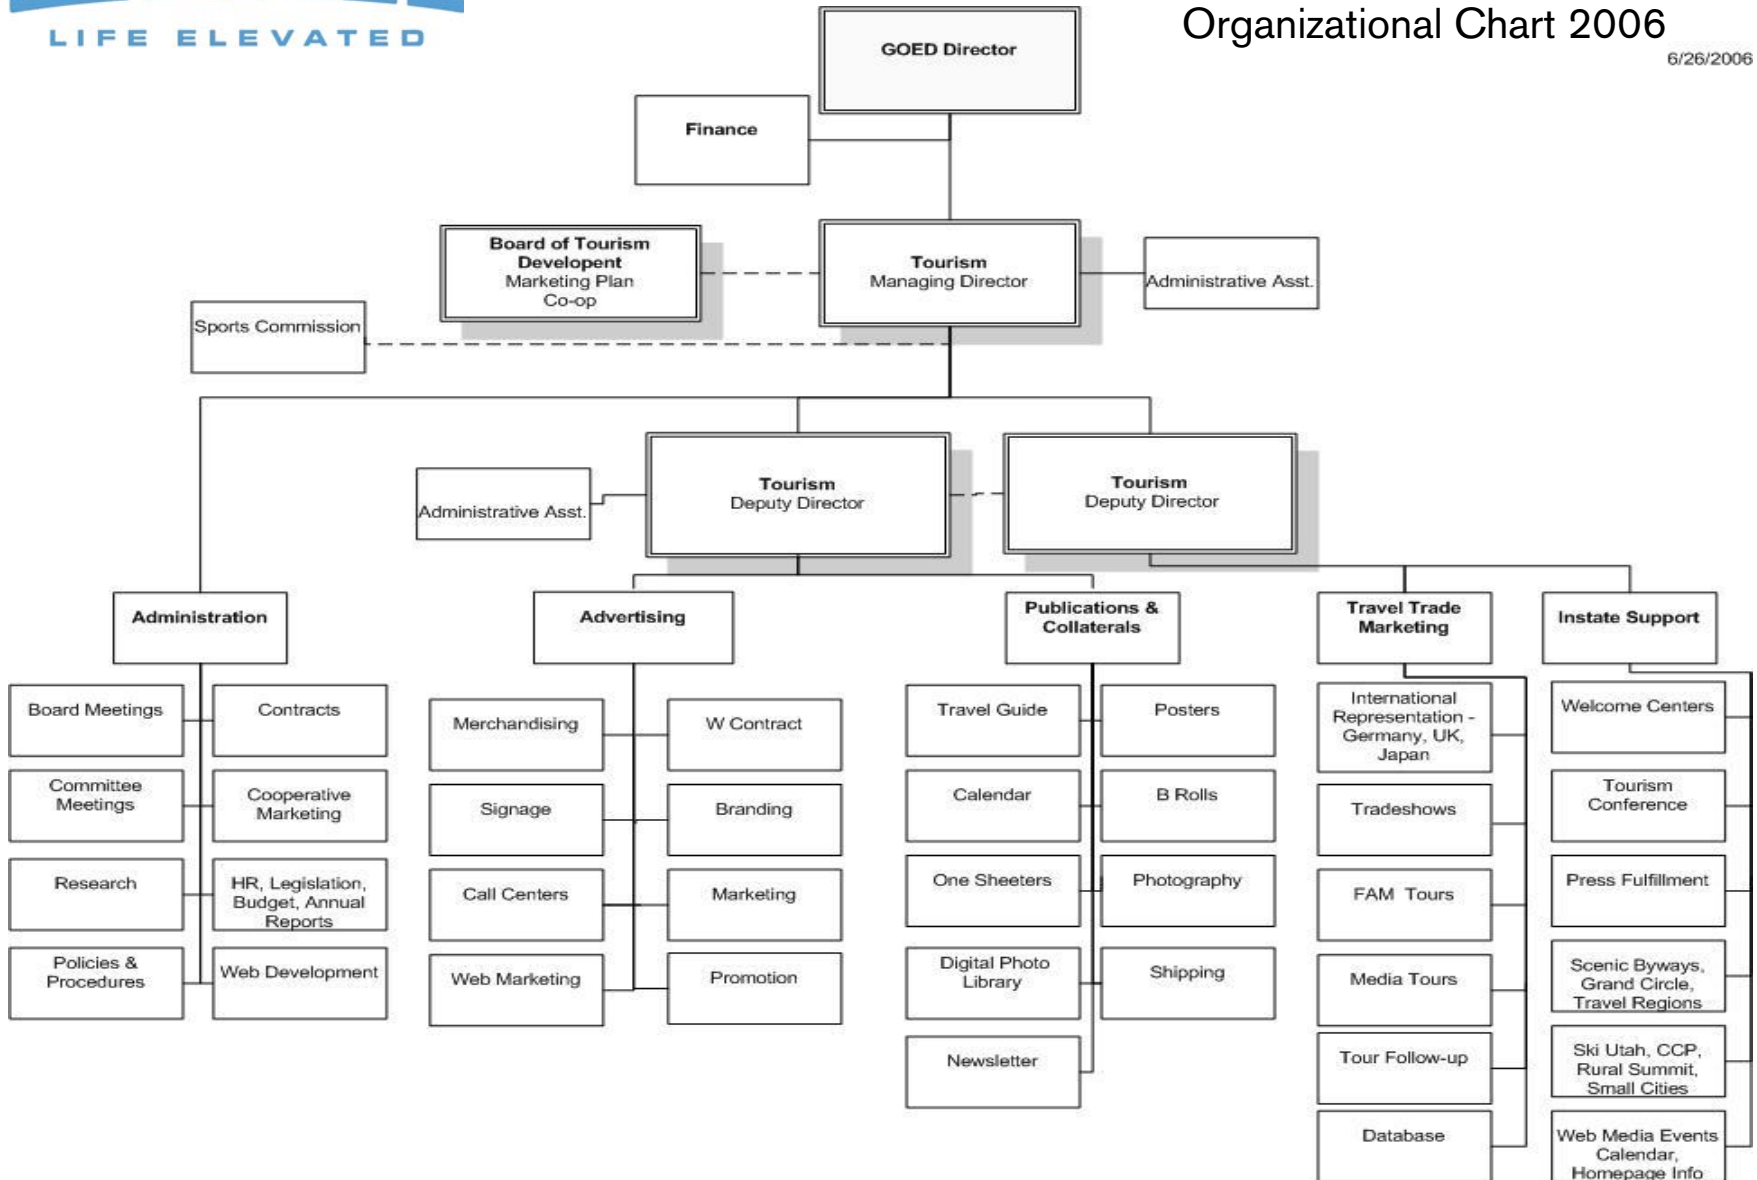 LIFE ELEVATED
Organizational Chart 2006
6/26/2006
GOED Director
Finance
Board of Tourism
Developent
Marketing Plan
Co-op
Tourism
Managing Director
Administrative Asst.
Sports Commission
Administrative Asst.
Tourism
Deputy Director
Tourism
Deputy Director
Administration
Board Meetings
Contracts
Committee
Meetings
Cooperative
Marketing
Research
HR, Legislation,
Budget, Annual
Reports
Policies &
Procedures
Web Development
Advertising
Merchandising
W Contract
Signage
Branding
Call Centers
Marketing
Web Marketing
Promotion
Publications &
Collaterals
Travel Guide
Posters
Calendar
B Rolls
One Sheeters
Photography
Digital Photo
Library
Shipping
Newsletter
Travel Trade
Marketing
International
Representation -
Germany, UK,
Japan
Tradeshows
FAM Tours
Media Tours
Tour Follow-up
Database
Instate Support
Welcome Centers
Tourism
Conference
Press Fulfillment
Scenic Byways,
Grand Circle,
Travel Regions
Ski Utah, CCP,
Rural Summit,
Small Cities
Web Media Events
Calendar,
Homepage Info